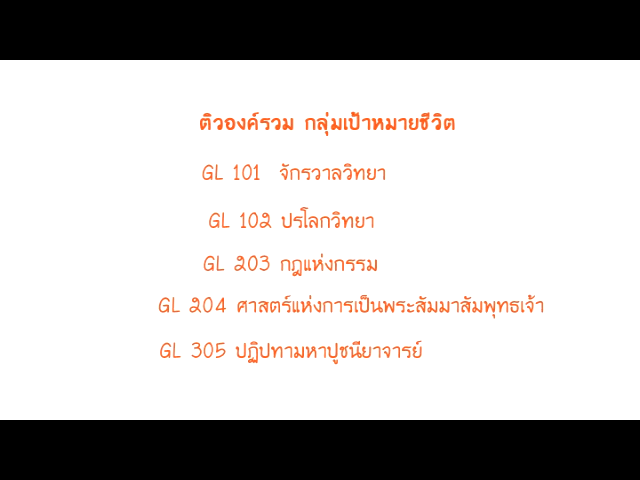 ติวองค์รวม กลุ่มเป้าหมายชีวิต
GL 101 จักรวาลวิทยา
GL 102 ปรโลกวิทยา
GL 203 กฎแห่งกรรม
GL 204 ศาสตร์แห่งการเป็นพระสัมมาสัมพุทธเจ้า
GL 305 ปฏิปทามหาปูชนียาจารย์